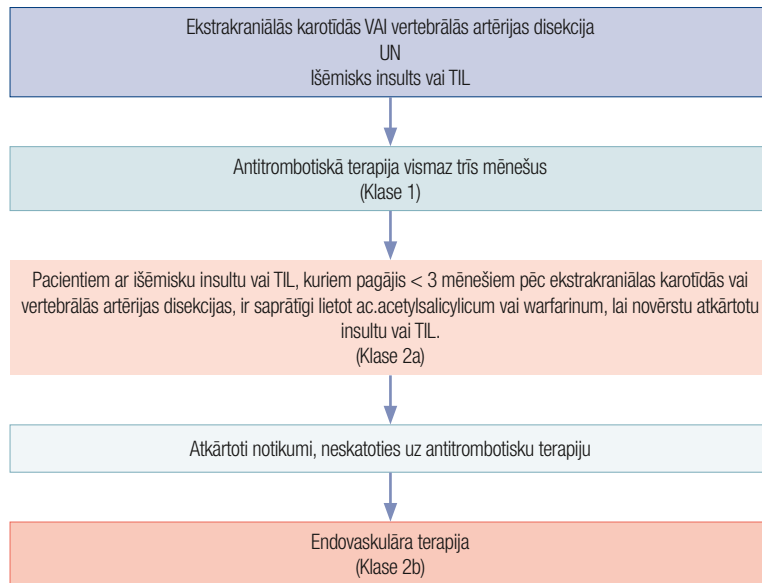 Ekstrakraniālās karotīdās VAI vertebrālās artērijas disekcija
UN
Išēmisks insults vai TIL
Antitrombotiskā terapija vismaz trīs mēnešus
(Klase 1)
Pacientiem ar išēmisku insultu vai TIL, kuriem pagājis < 3 mēnešiem pēc ekstrakraniālas karotīdās vai
vertebrālās artērijas disekcijas, ir saprātīgi lietot ac.acetylsalicylicum vai warfarinum, lai novērstu atkārtotu
insultu vai TIL.
(Klase 2a)
Atkārtoti notikumi, neskatoties uz antitrombotisku terapiju
Endovaskulāra terapija
(Klase 2b)